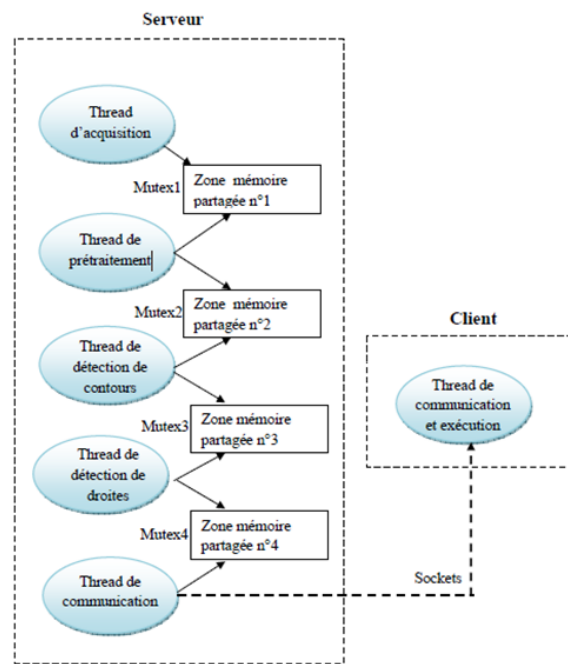 Serveur
Thread
d'acquisition
Mutex1
Zone mémoire
partagée n°1
Thread de
prétraitement
Mutex2
Zone mémoire
partagée n°2
Client
Thread de
détection de
contours
Thread de
communication
et exécution
Mutex3
Zone mémoire
partagée n°3
Thread de
détection de
droites
Mutex4
Zone mémoire
partagée n°4
Thread de
communication
Sockets